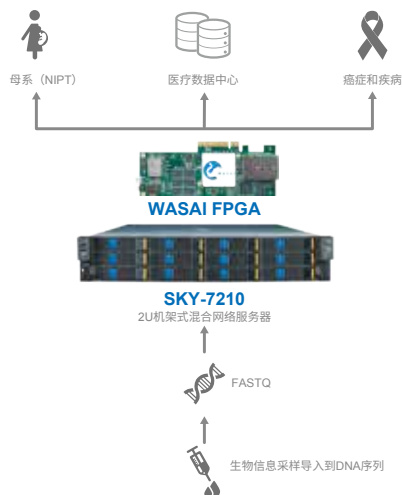 母系（NIPT）
医疗数据中心
癌症和疾病
WASAI FPGA
SKY-7210
2U机架式混合网络服务器
FASTQ
生物信息采样导入到DNA序列